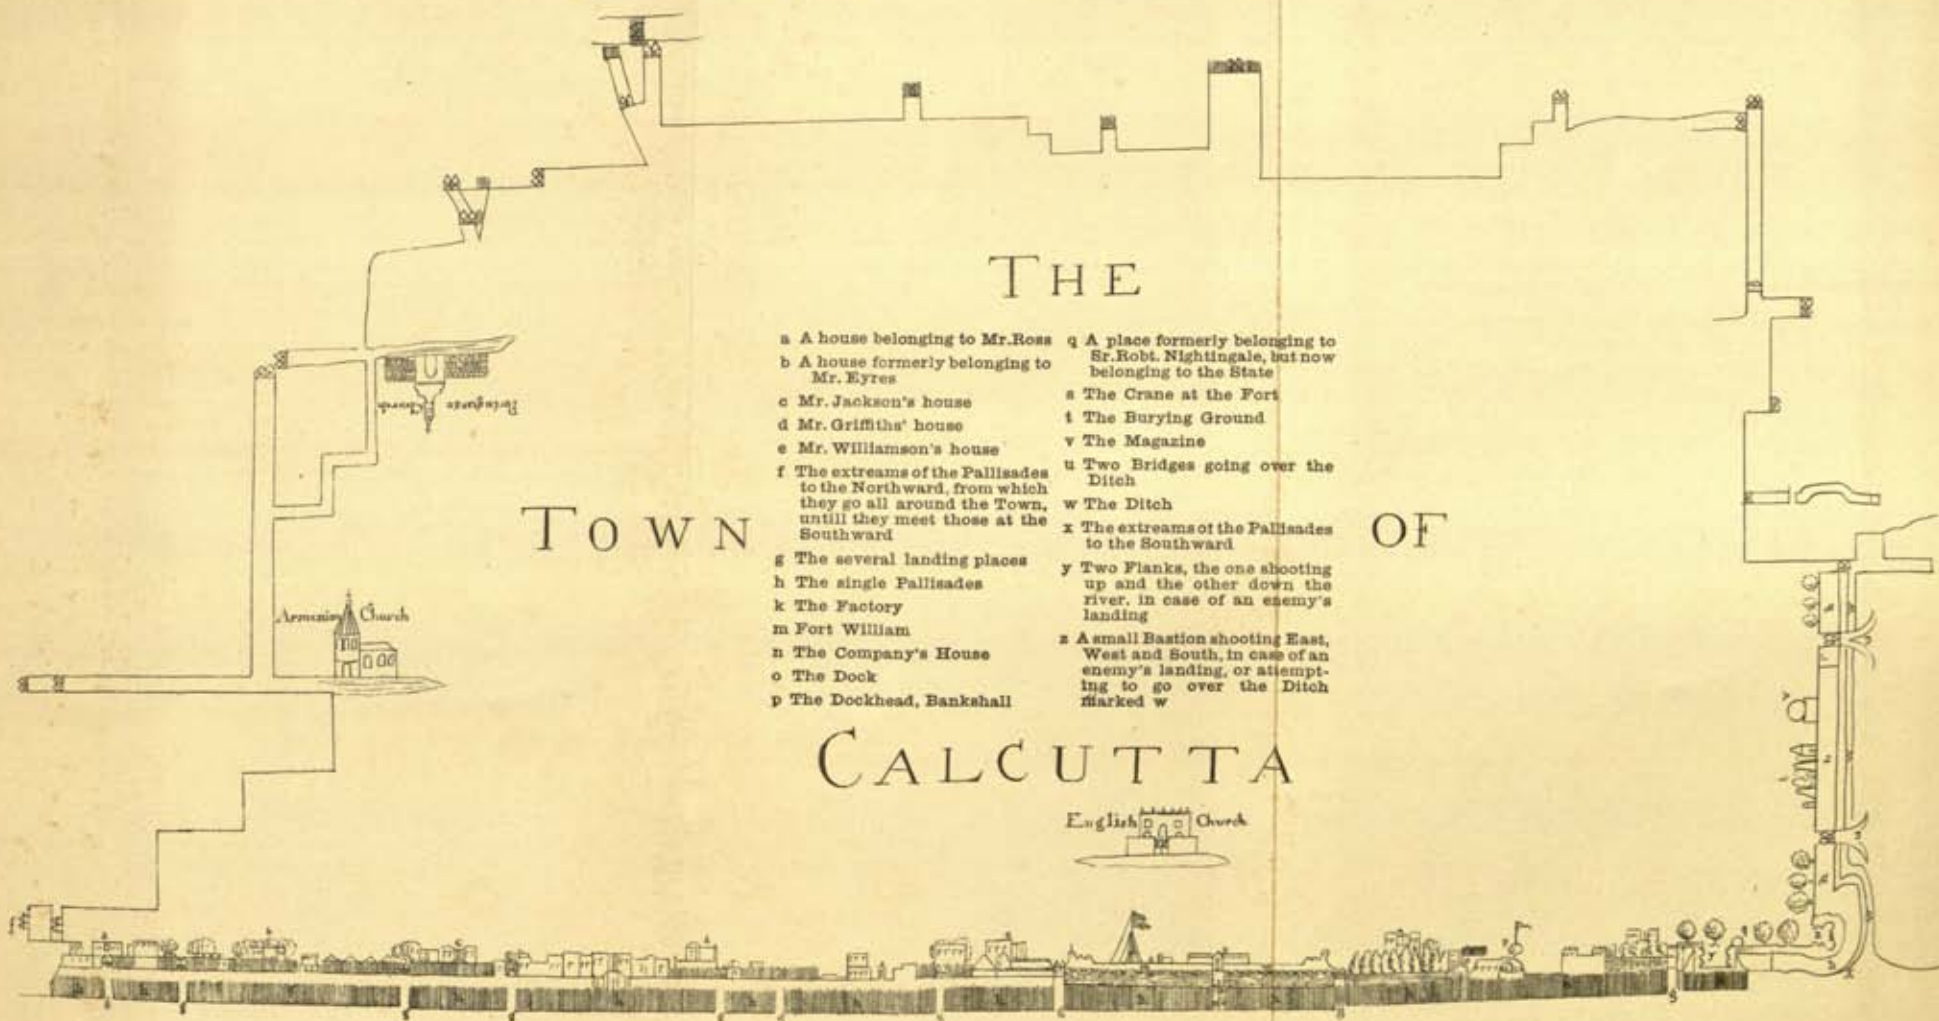 THE
a A house belonging to Mr. Ross
b A house formerly belonging to
Mr. Eyres
c Mr. Jackson's house
d Mr. Griffiths' house
e Mr. Williamson's house
f The extreams of the Pallisades
to the Northward, from which
they go all around the Town,
untill they meet those at the
Southward
g The several landing places
h The single Pallisades
k The Factory
m Fort William
n The Company's House
o The Dock
p The Dockhead, Bankshall
q A place formerly belonging to
Sr. Robt. Nightingale, but now
belonging to the State
s The Crane at the Fort
t The Burying Ground
v The Magazine
u Two Bridges going over the
Ditch
w The Ditch
x The extreams of the Pallisades
to the Southward
y Two Flanks, the one shooting
up and the other down the
river, in case of an enemy's
landing
z A small Bastion shooting East,
West and South, in case of an
enemy's landing, or attempt-
ing to go over the Ditch
marked w
TOWN OF
CALCUTTA
Portuguese Church
Armenian Church
English Church